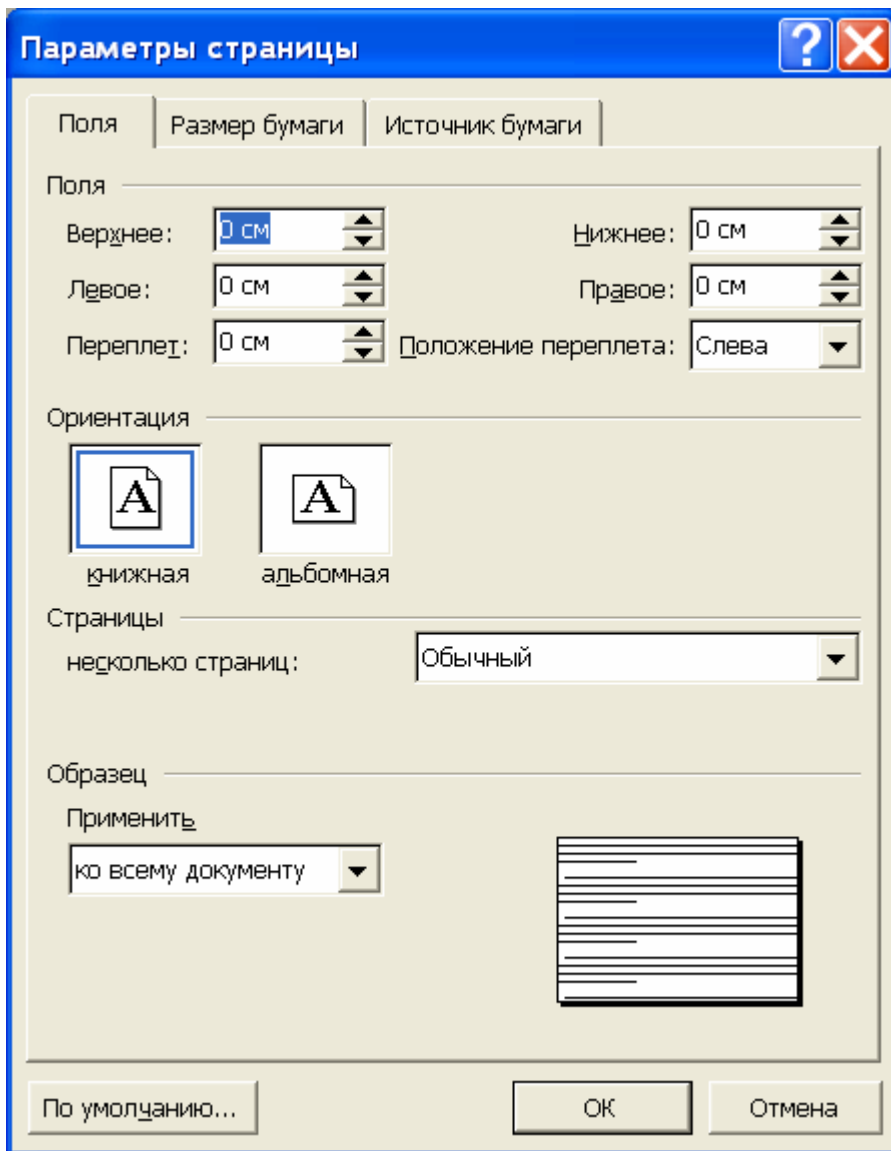 Параметры страницы
Поля Размер бумаги Источник бумаги
Поля
Верхнее: 0 см Нижнее: 0 см
Левое: 0 см Правое: 0 см
Переплет: 0 см Положение переплета: Слева
Ориентация
A A
книжная альбомная
Страницы
несколько страниц: Обычный
Образец
Применить
ко всему документу
По умолчанию... ОК Отмена